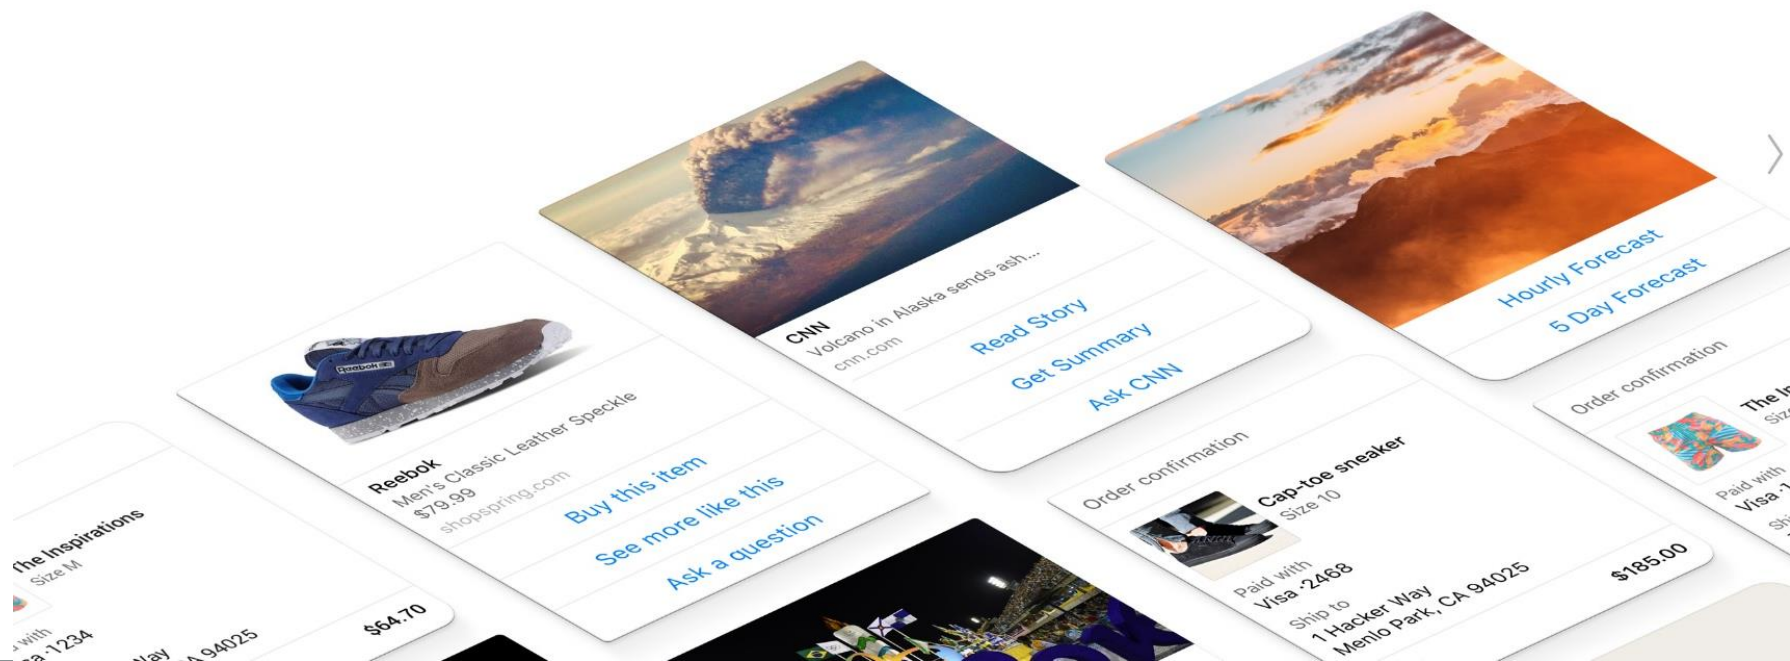 The Inspirations
Size M
$64.70
94025
Reebok
Reebok
Men's Classic Leather Speckle
$79.99
shopspring.com
Buy this item
See more like this
Ask a question
CNN
Volcano in Alaska sends ash...
cnn.com
Read Story
Get Summary
Ask CNN
Hourly Forecast
5 Day Forecast
Order confirmation
Cap-toe sneaker
Size 10
Paid with
Visa ·2468
Ship to
1 Hacker Way
Menlo Park, CA 94025
$185.00
Order confirmation
The
Paid with